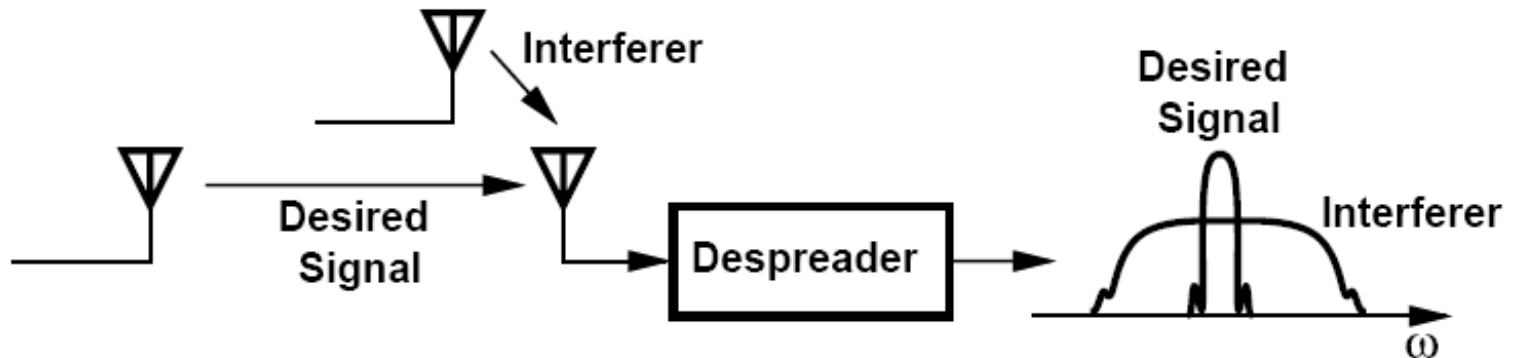 Interferer
Desired
Signal
Despreader
Desired
Signal
Interferer
ω